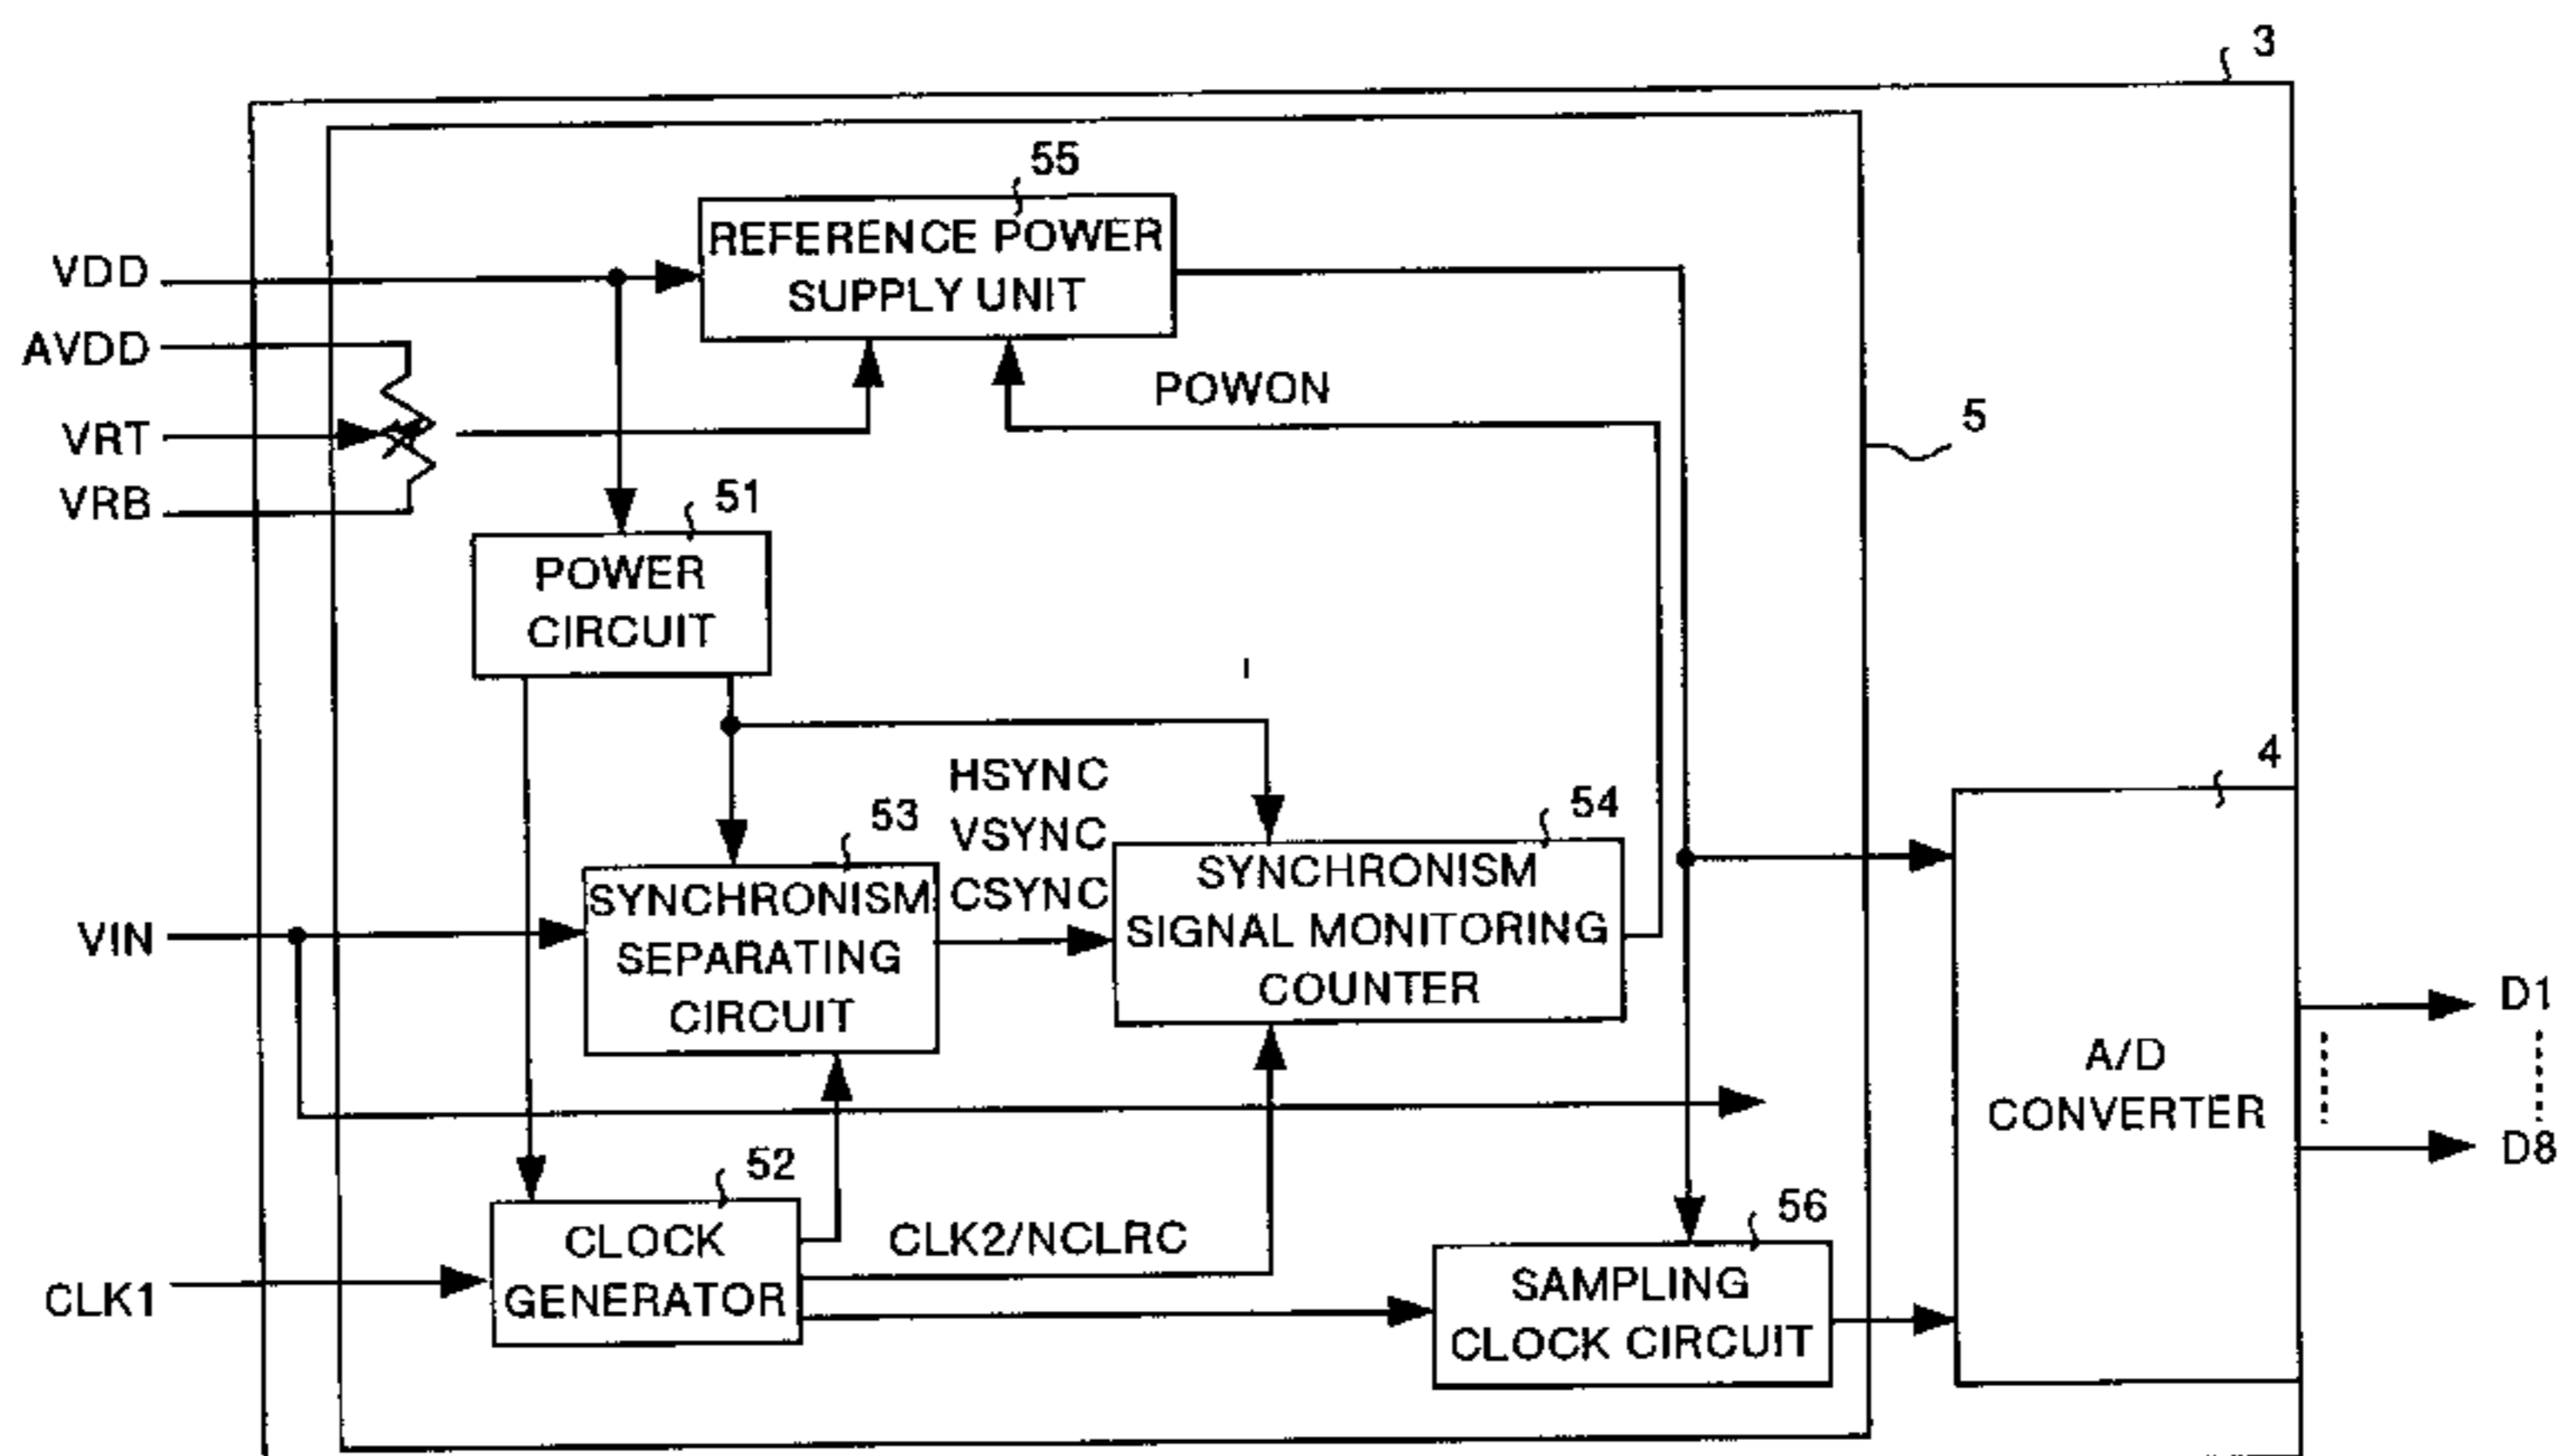 3
55
REFERENCE POWER
SUPPLY UNIT
VDD
AVDD
VRT
VRB
POWON
5
51
POWER
CIRCUIT
HSYNC
VSYNC
CSYNC
4
53
SYNCHRONISM
SEPARATING
CIRCUIT
54
SYNCHRONISM
SIGNAL MONITORING
COUNTER
VIN
A/D
CONVERTER
D1
D8
52
CLOCK
GENERATOR
CLK2/NCLRC
CLK1
56
SAMPLING
CLOCK CIRCUIT